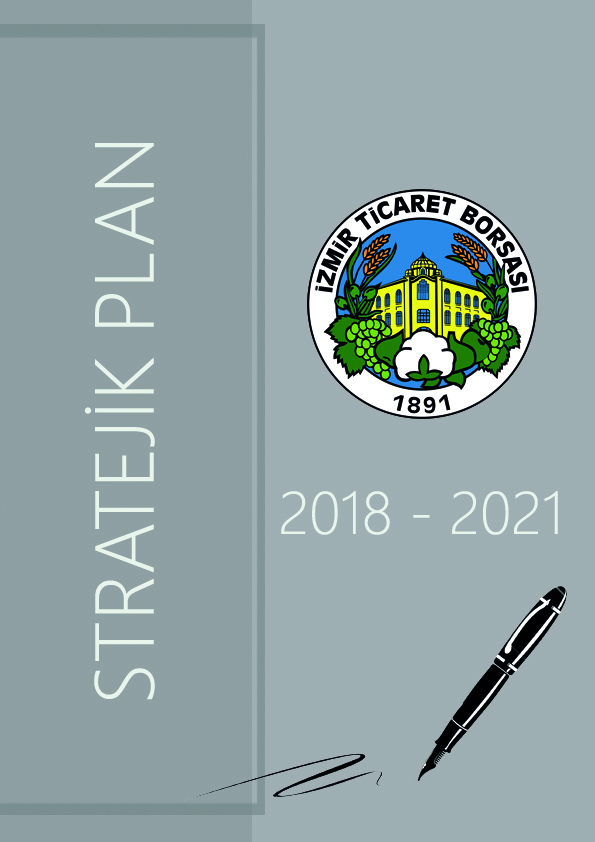 STRATEJİK PLAN
İZMİR TİCARET BORSASI
1891
2018 - 2021